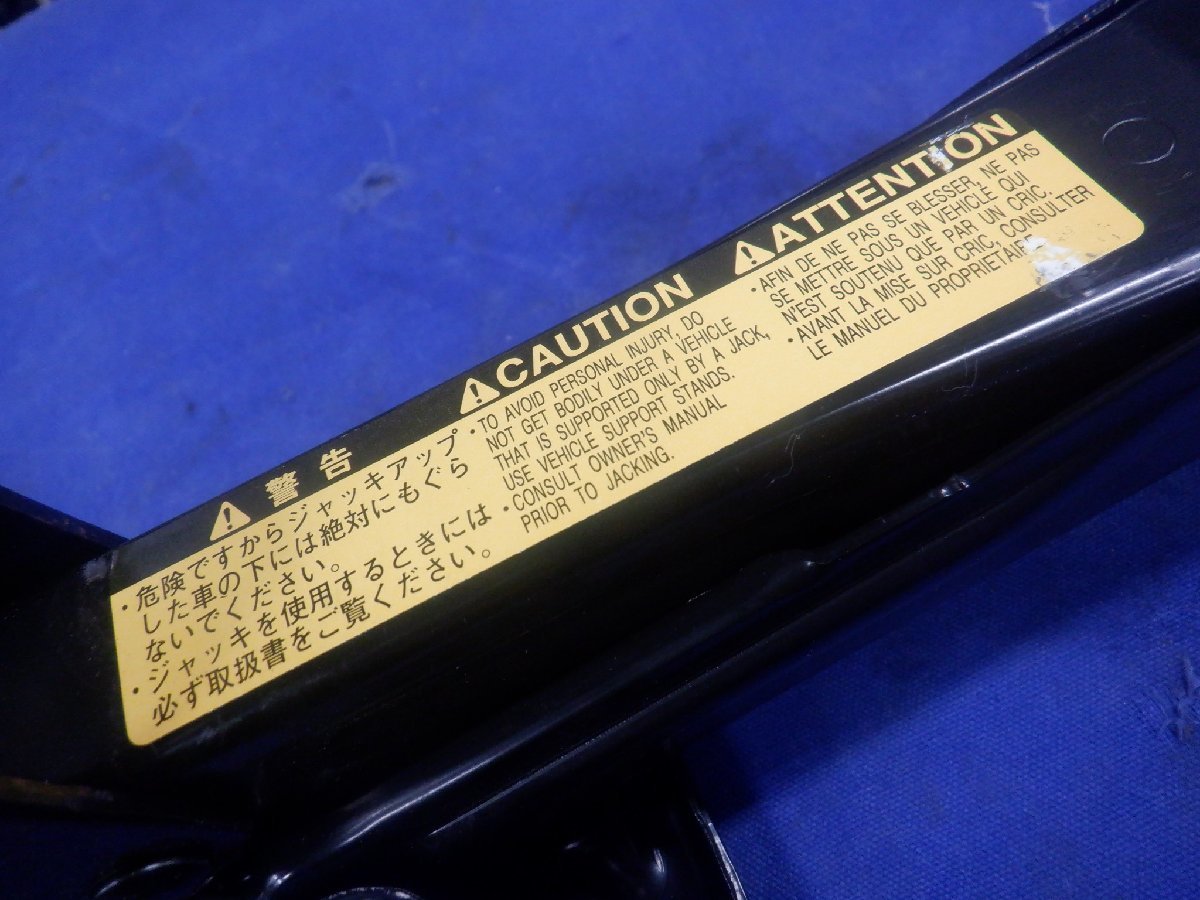 警告
・危険ですからジャッキアップ
した車の下には絶対にもぐら
ないでください。
・ジャッキを使用するときには
必ず取扱書をご覧ください。
CAUTION
・TO AVOID PERSONAL INJURY, DO
NOT GET BODILY UNDER A VEHICLE
THAT IS SUPPORTED ONLY BY A JACK,
USE VEHICLE SUPPORT STANDS.
・CONSULT OWNER'S MANUAL
PRIOR TO JACKING.
ATTENTION
・AFIN DE NE PAS SE BLESSER, NE PAS
SE METTRE SOUS UN VEHICLE QUI
N'EST SOUTENU QUE PAR UN CRIC.
・AVANT LA MISE SUR CRIC, CONSULTER
LE MANUEL DU PROPRIETAIRE